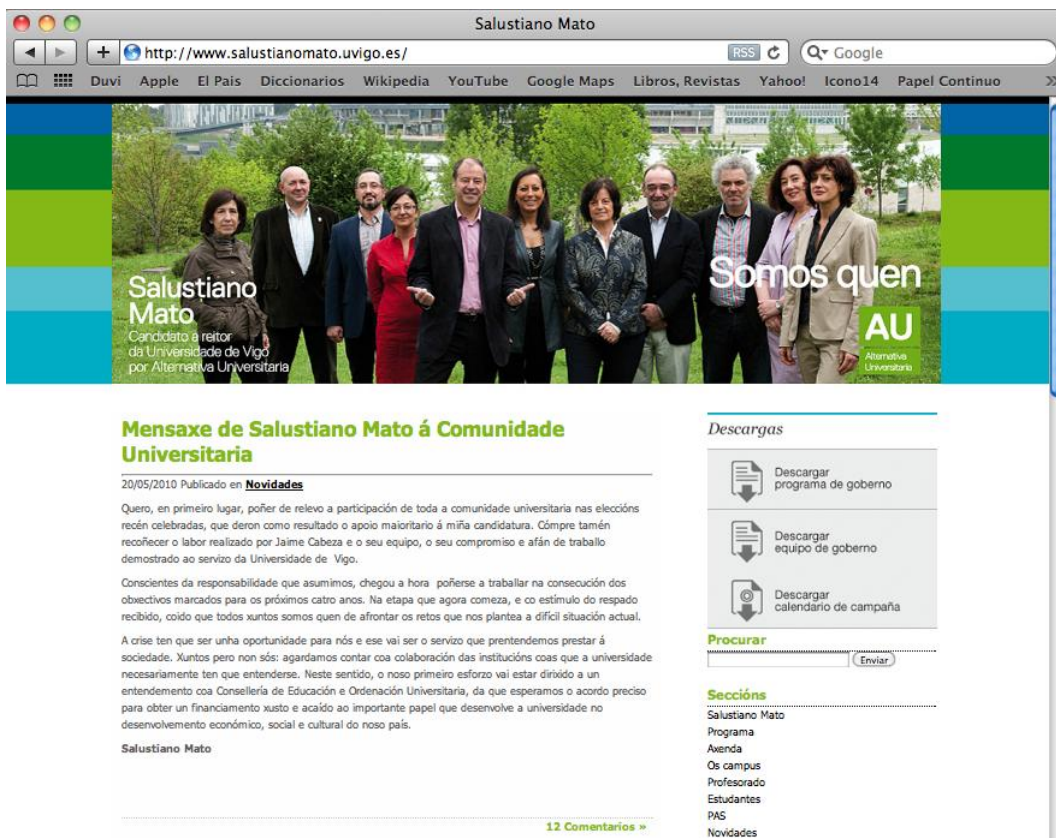 Salustiano Mato
http://www.salustianomato.uvigo.es/
RSS
Google
Duvi Apple El Pais Diccionarios Wikipedia YouTube Google Maps Libros, Revistas Yahoo! Icono14 Papel Continuo
Salustiano
Mato
Candidato a reitor
da Universidade de Vigo
por Alternativa Universitaria
Somos quen
AU
Alternativa
Universitaria
Mensaxe de Salustiano Mato á Comunidade
Universitaria
20/05/2010 Publicado en Novidades
Quero, en primeiro lugar, poñer de relevo a participación de toda a comunidade universitaria nas eleccións
recén celebradas, que deron como resultado o apoio maioritario á miña candidatura. Cómpre tamén
recoñecer o labor realizado por Jaime Cabeza e o seu equipo, o seu compromiso e afán de traballo
demostrado ao servizo da Universidade de Vigo.
Conscientes da responsabilidade que asumimos, chegou a hora poñerse a traballar na consecución dos
obxectivos marcados para os próximos catro anos. Na etapa que agora comeza, e co estímulo do respado
recibido, coido que todos xuntos somos quen de afrontar os retos que nos plantea a difícil situación actual.
A crise ten que ser unha oportunidade para nós e ese vai ser o servizo que prentendemos prestar á
sociedade. Xuntos pero non sós: agardamos contar coa colaboración das institucións coas que a universidade
necesariamente ten que entenderse. Neste sentido, o noso primeiro esforzo vai estar dirixido a un
entendemento coa Consellería de Educación e Ordenación Universitaria, da que esperamos o acordo preciso
para obter un financiamento xusto e acaído ao importante papel que desenvolve a universidade no
desenvolvemento económico, social e cultural do noso país.
Salustiano Mato
12 Comentarios »
Descargas
Descargar
programa de goberno
Descargar
equipo de goberno
Descargar
calendario de campaña
Procurar
Enviar
Seccións
Salustiano Mato
Programa
Axenda
Os campus
Profesorado
Estudantes
PAS
Novidades